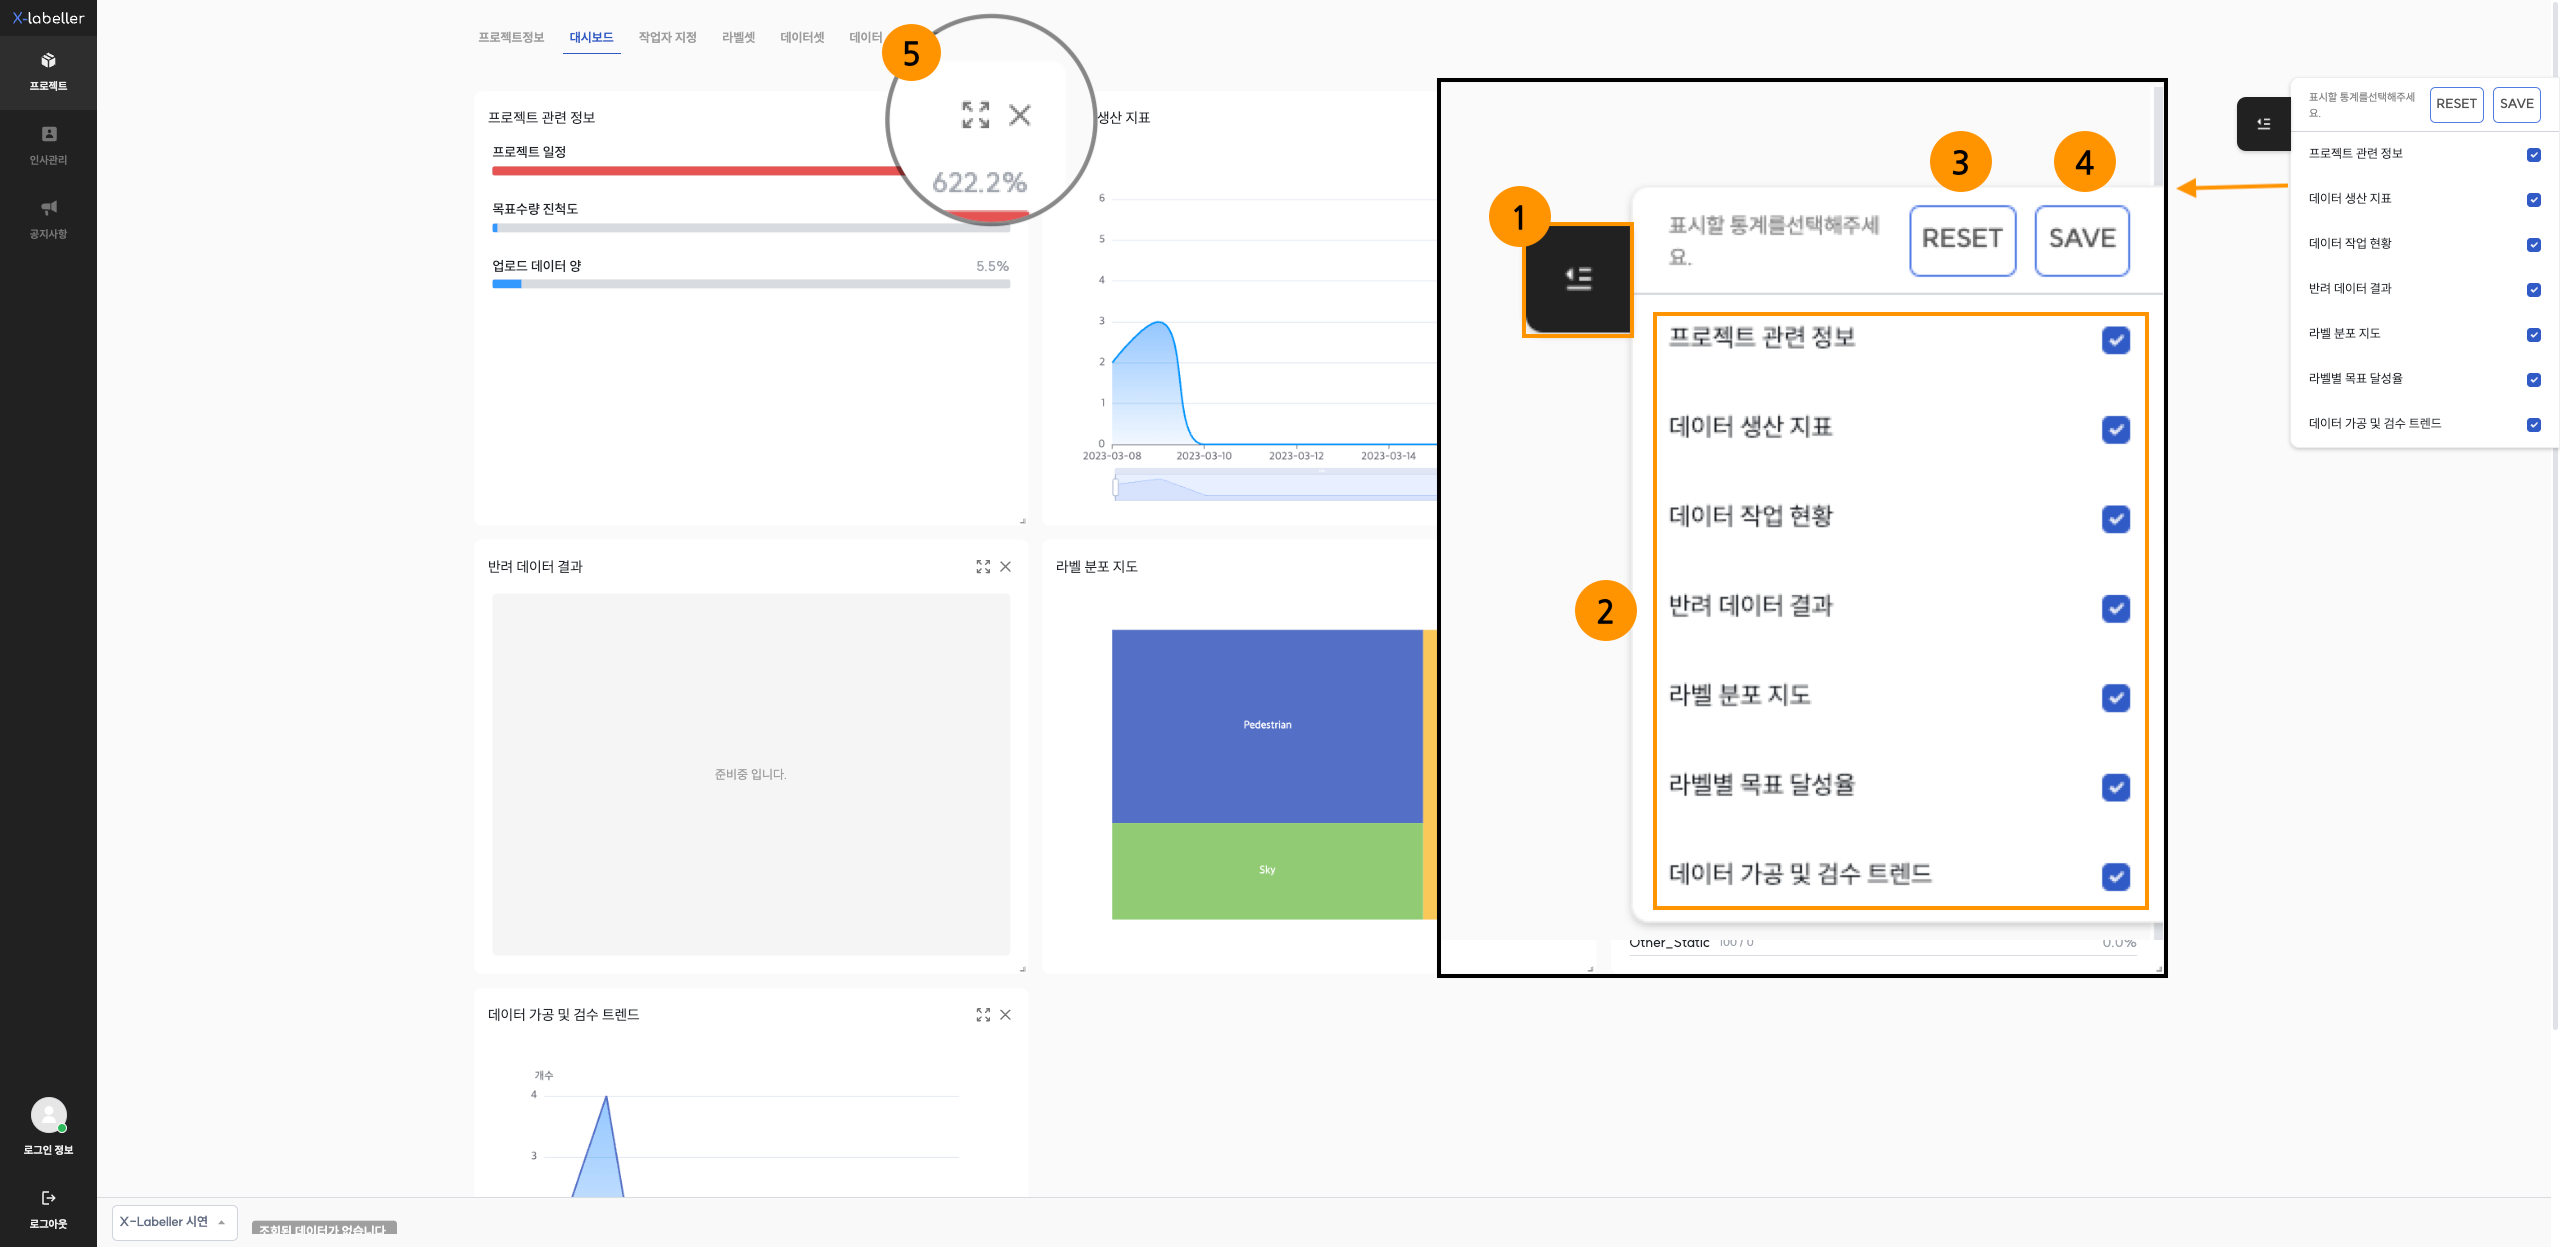 X-labeller
프로젝트
인사관리
공지사항
로그인 정보
로그아웃
프로젝트정보
대시보드
작업자 지정
라벨셋
데이터셋
데이터
5
프로젝트 관련 정보
프로젝트 일정
622.2%
목표수량 진척도
업로드 데이터 양
5.5%
생산 지표
6
5
4
3
2
1
0
2023-03-08
2023-03-10
2023-03-12
2023-03-14
반려 데이터 결과
준비중 입니다.
라벨 분포 지도
Pedestrian
Sky
데이터 가공 및 검수 트렌드
개수
4
3
1
2
3
4
표시할 통계를선택해주세
요.
RESET
SAVE
프로젝트 관련 정보
데이터 생산 지표
데이터 작업 현황
반려 데이터 결과
라벨 분포 지도
라벨별 목표 달성율
데이터 가공 및 검수 트렌드
Other_Static 100 / 0
0.0%
표시할 통계를선택해주세
요.
RESET
SAVE
프로젝트 관련 정보
데이터 생산 지표
데이터 작업 현황
반려 데이터 결과
라벨 분포 지도
라벨별 목표 달성율
데이터 가공 및 검수 트렌드
X-Labeller 시연
조회된 데이터가 없습니다.